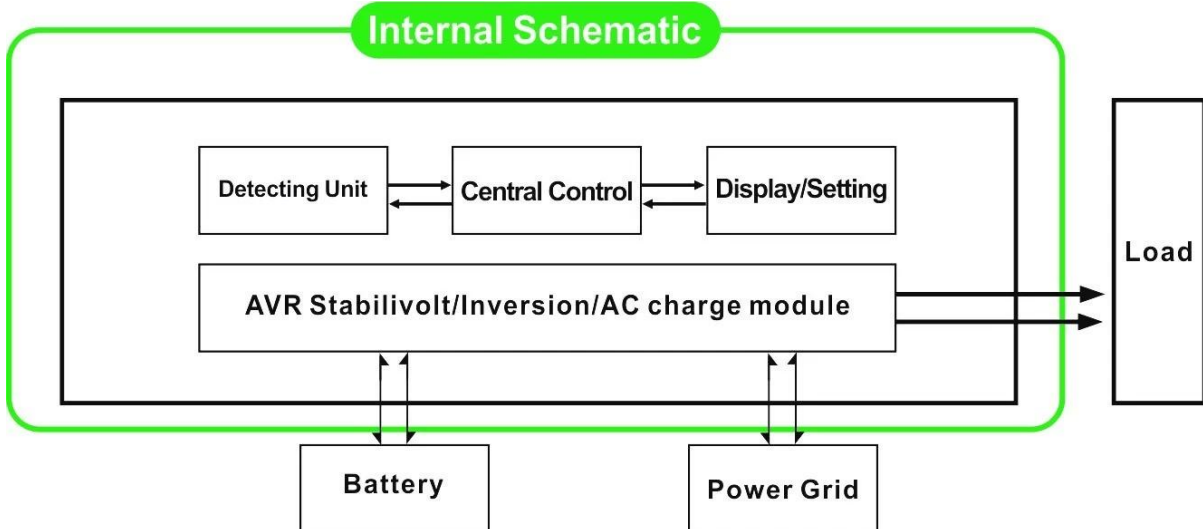 Internal Schematic
Detecting Unit
Central Control
Display/Setting
Load
AVR Stabilivolt/Inversion/AC charge module
Battery
Power Grid